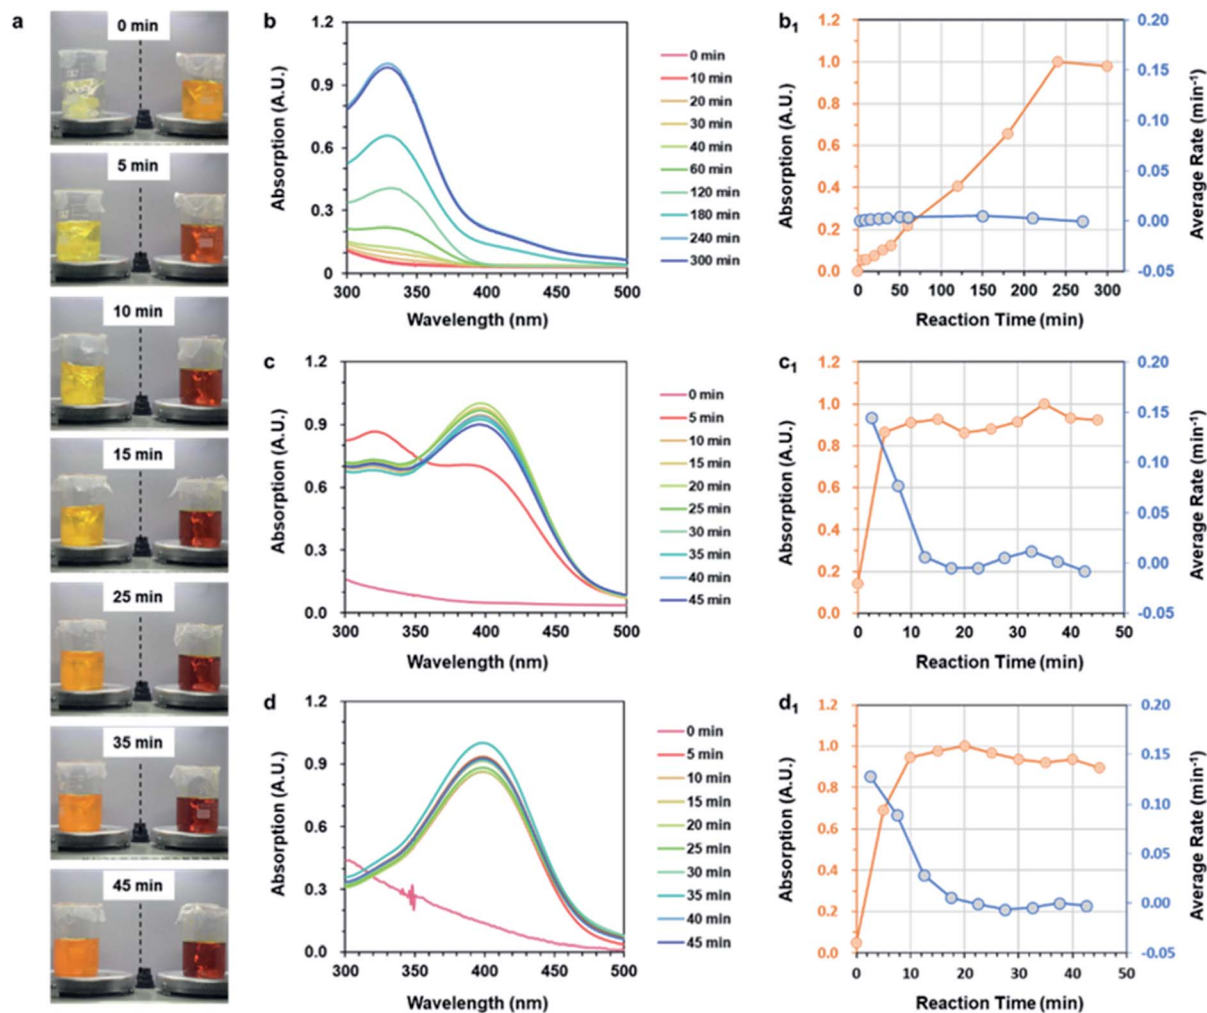 a
0 min
5 min
10 min
15 min
25 min
35 min
45 min
b
Absorption (A.U.)
1.2
0.9
0.6
0.3
0
300 350 400 450 500
Wavelength (nm)
0 min
10 min
20 min
30 min
40 min
60 min
120 min
180 min
240 min
300 min
b1
Absorption (A.U.)
1.2
1.0
0.8
0.6
0.4
0.2
0.0
0 50 100 150 200 250 300
Reaction Time (min)
0.20
0.15
0.10
0.05
0.00
-0.05
Average Rate (min-1)
c
Absorption (A.U.)
1.2
0.9
0.6
0.3
0.0
300 350 400 450 500
Wavelength (nm)
0 min
5 min
10 min
15 min
20 min
25 min
30 min
35 min
40 min
45 min
c1
Absorption (A.U.)
1.2
1.0
0.8
0.6
0.4
0.2
0.0
0 10 20 30 40 50
Reaction Time (min)
0.20
0.15
0.10
0.05
0.00
-0.05
Average Rate (min-1)
d
Absorption (A.U.)
1.2
0.9
0.6
0.3
0.0
300 350 400 450 500
Wavelength (nm)
0 min
5 min
10 min
15 min
20 min
25 min
30 min
35 min
40 min
45 min
d1
Absorption (A.U.)
1.2
1.0
0.8
0.6
0.4
0.2
0.0
0 10 20 30 40 50
Reaction Time (min)
0.20
0.15
0.10
0.05
0.00
-0.05
Average Rate (min-1)